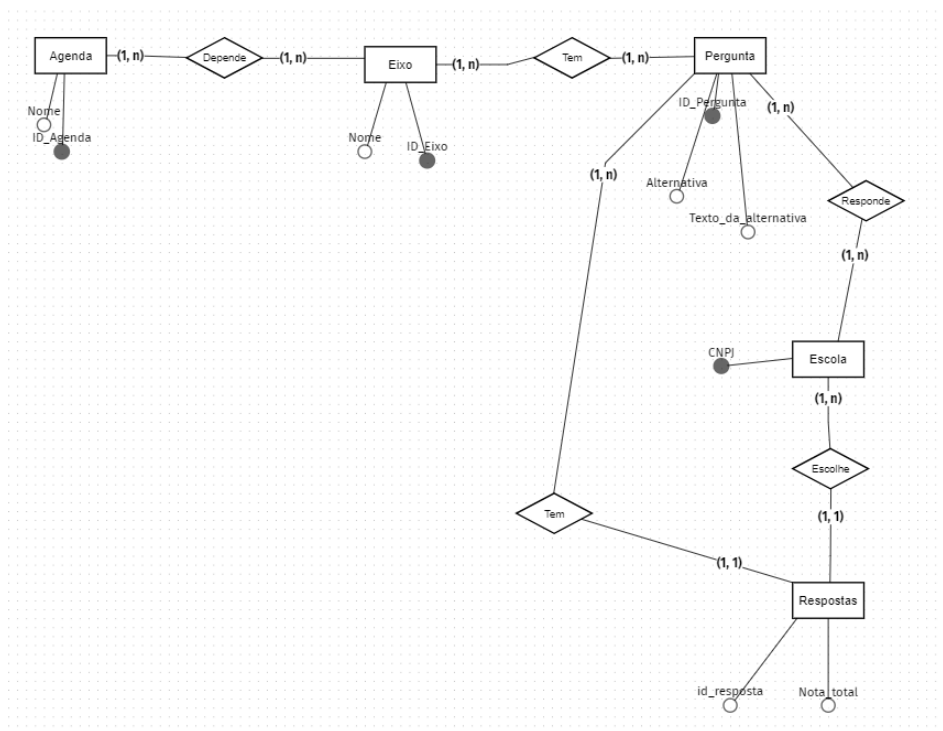 Agenda
(1, n)
Depende
(1, n)
Eixo
(1, n)
Tem
(1, n)
Pergunta
Nome
ID_Agenda
Nome
ID_Eixo
ID_Pergunta
(1, n)
(1, n)
Alternativa
Texto_da_alternativa
Responde
(1, n)
CNPJ
Escola
(1, n)
Escolhe
Tem
(1, 1)
(1, 1)
Respostas
id_resposta
Nota_total